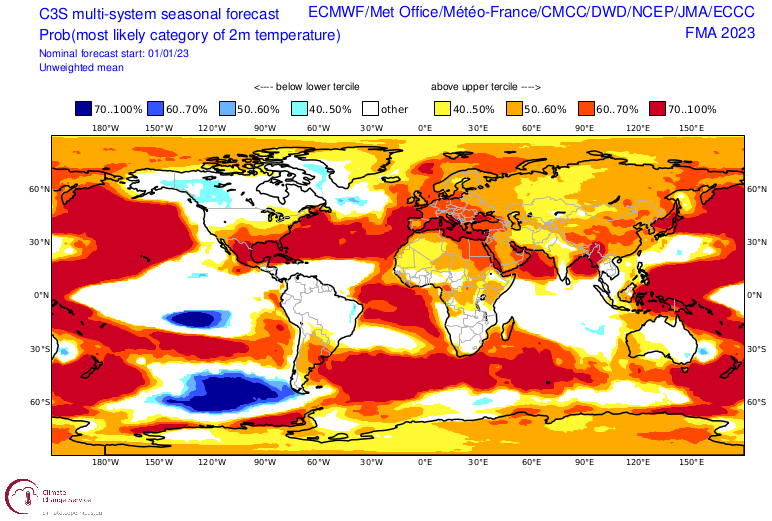 C3S multi-system seasonal forecast ECMWF/Met Office/Météo-France/CMCC/DWD/NCEP/JMA/ECCC
Prob(most likely category of 2m temperature) FMA 2023
Nominal forecast start: 01/01/23
Unweighted mean
<---- below lower tercile above upper tercile ---->
70..100% 60..70% 50..60% 40..50% other 40..50% 50..60% 60..70% 70..100%
180°W 150°W 120°W 90°W 60°W 30°W 0°E 30°E 60°E 90°E 120°E 150°E
60°N 60°N
30°N 30°N
0°N 0°N
30°S 30°S
60°S 60°S
180°W 150°W 120°W 90°W 60°W 30°W 0°E 30°E 60°E 90°E 120°E 150°E
Climate
Change Service